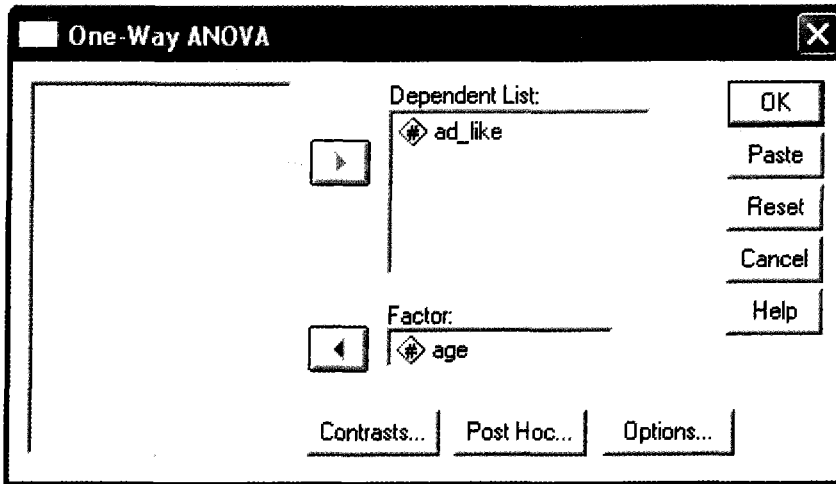 One-Way ANOVA
Dependent List:
# ad_like
OK
Paste
Reset
Cancel
Help
Factor:
# age
Contrasts...
Post Hoc...
Options...